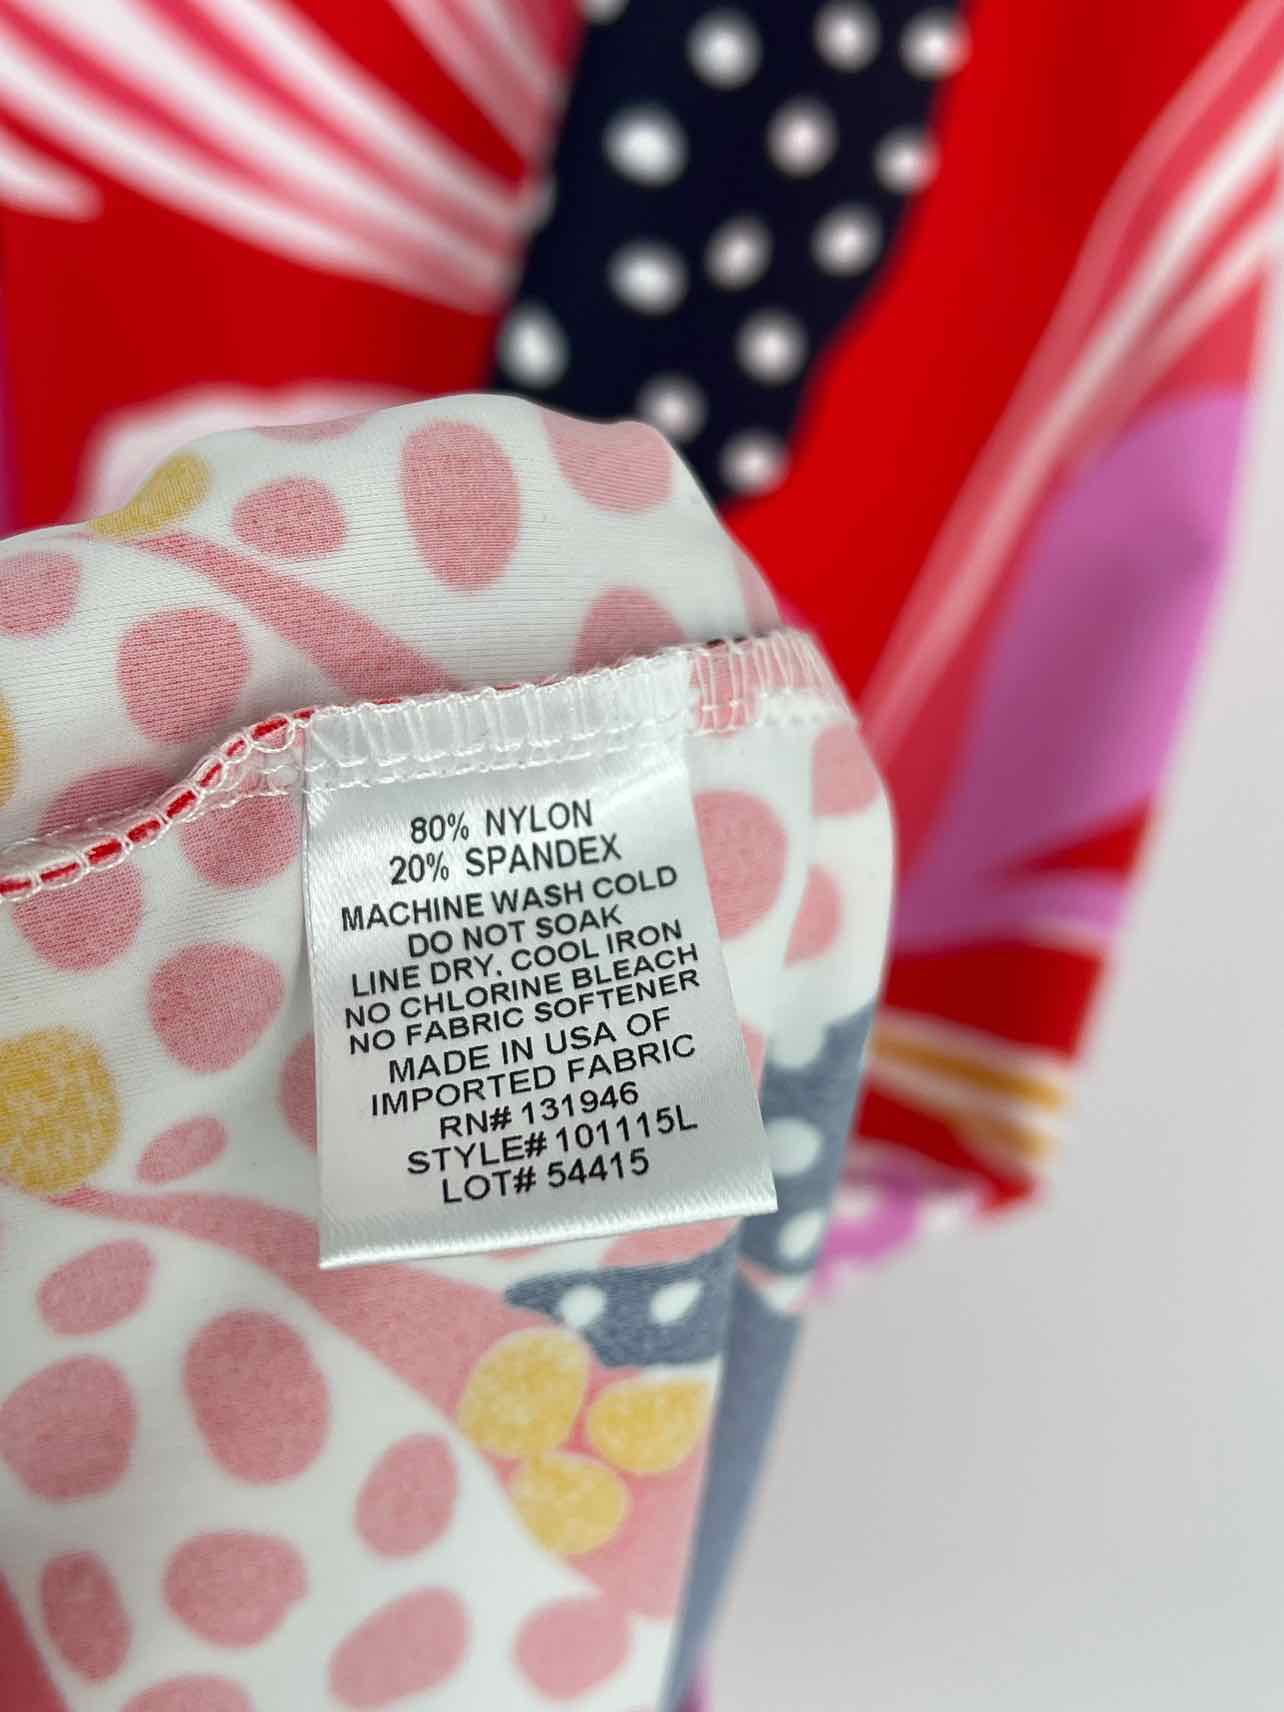 80% NYLON
20% SPANDEX
MACHINE WASH COLD
DO NOT SOAK
LINE DRY, COOL IRON
NO CHLORINE BLEACH
NO FABRIC SOFTENER
MADE IN USA OF
IMPORTED FABRIC
RN# 131946
STYLE# 101115L
LOT# 54415